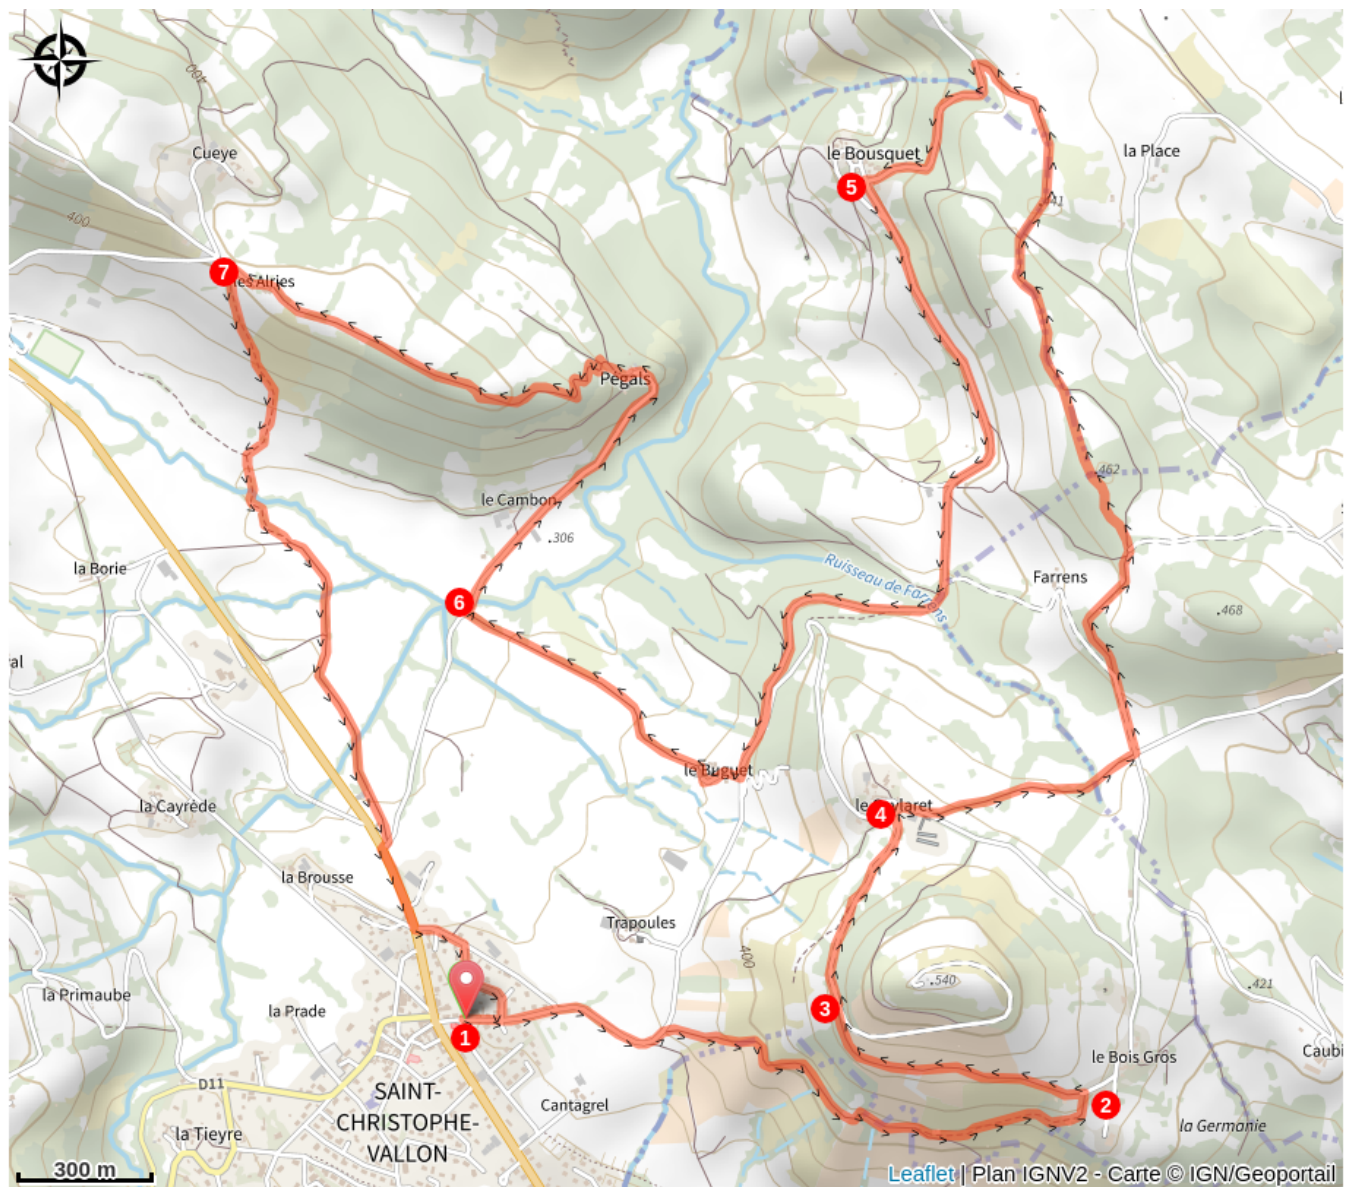 460
Cueye
le Bousquet
la Place
5
400
441
7
les Alries
Pégals
462
le Cambon
306
Ruisseau de Farrens
la Borie
Farrens
6
468
val
le Buguet
la Cayrède
4
la Brousse
Trapoules
400
540
421
la Primaube
la Prade
3
1
le Bois Gros
Caubi
D11
SAINT-
CHRISTOPHE-
VALLON
Cantagrel
2
la Tieyre
la Germanie
300 m
Leaflet | Plan IGNV2 - Carte © IGN/Geoportail